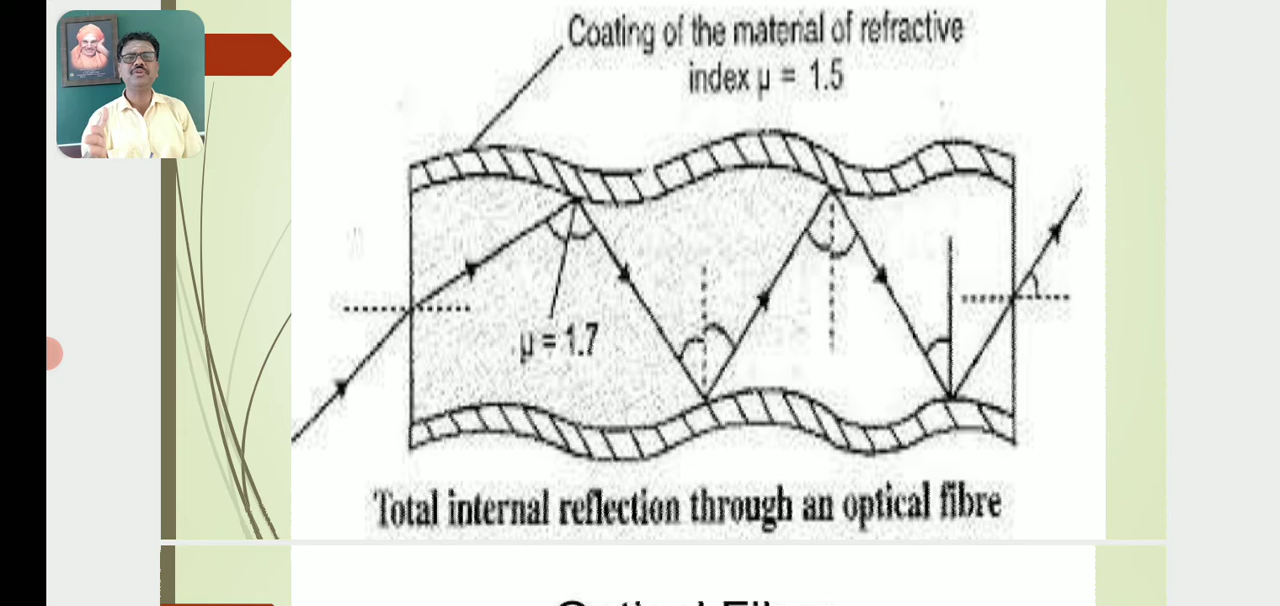 Coating of the material of refractive
index μ = 1.5
μ = 1.7
Total internal reflection through an optical fibre